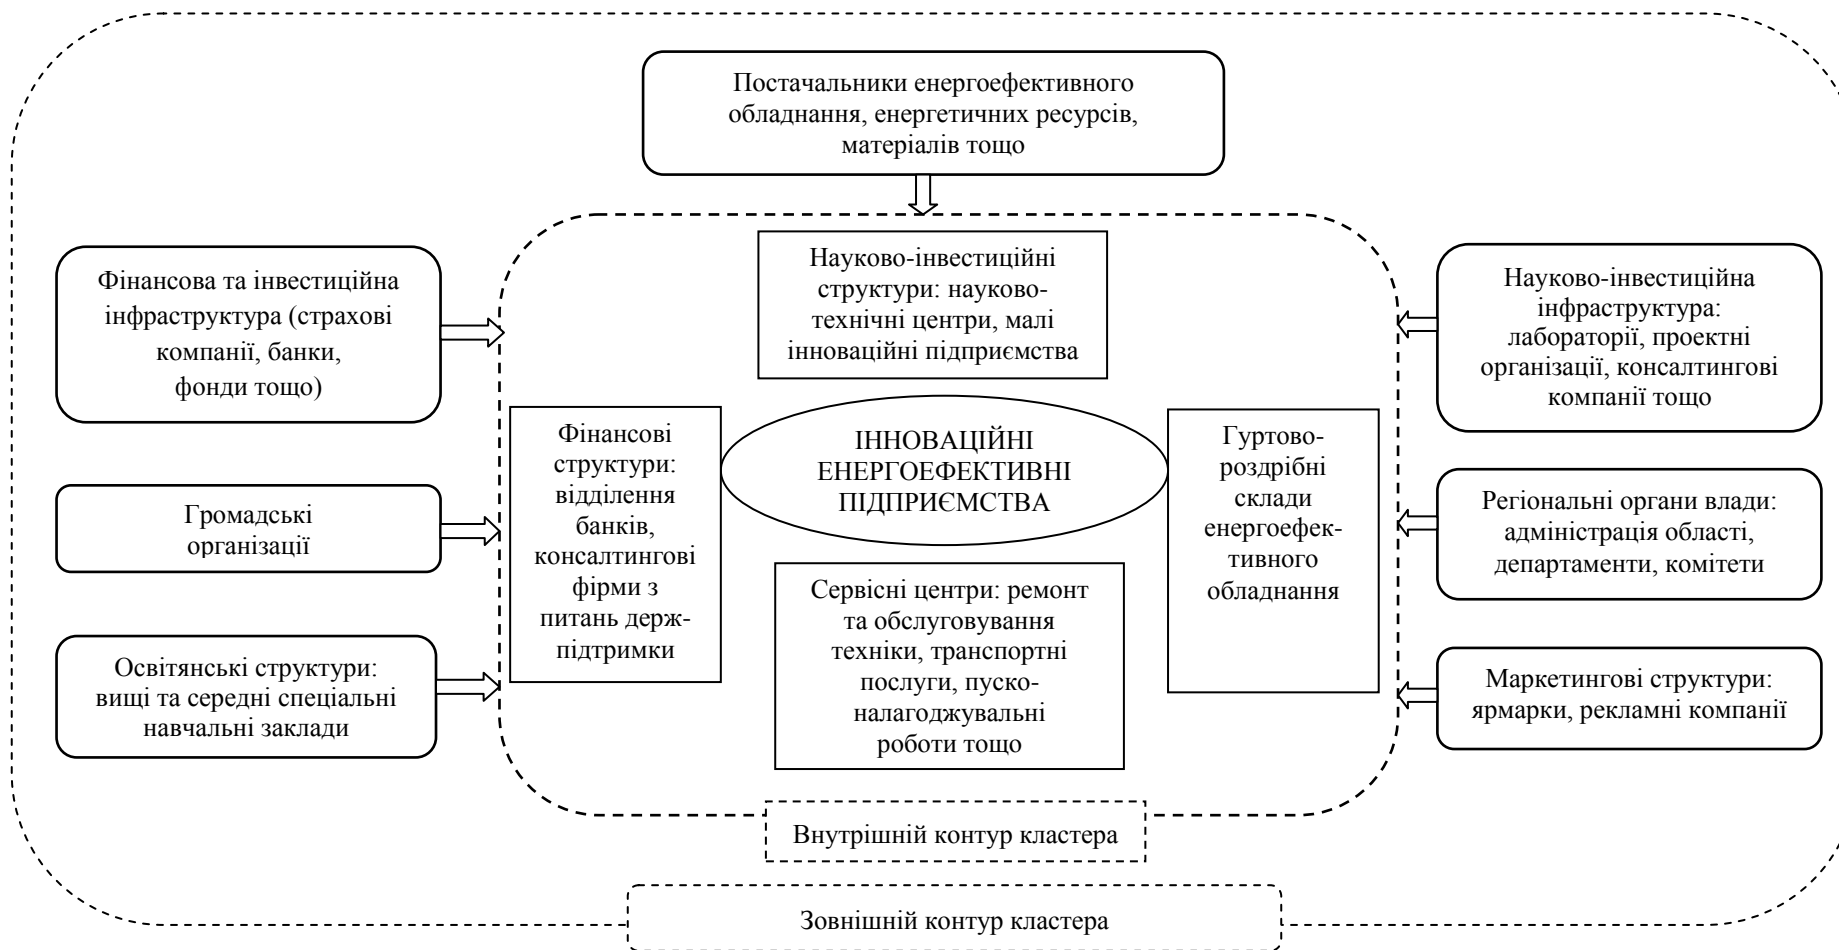 Постачальники енергоефективного
обладнання, енергетичних ресурсів,
матеріалів тощо
Фінансова та інвестиційна
інфраструктура (страхові
компанії, банки,
фонди тощо)
Громадські
організації
Освітянські структури:
вищі та середні спеціальні
навчальні заклади
Науково-інвестиційні
структури: науково-
технічні центри, малі
інноваційні підприємства
Фінансові
структури:
відділення
банків,
консалтингові
фірми з
питань держ-
підтримки
ІННОВАЦІЙНІ
ЕНЕРГОЕФЕКТИВНІ
ПІДПРИЄМСТВА
Гуртово-
роздрібні
склади
енергоефек-
тивного
обладнання
Сервісні центри: ремонт
та обслуговування
техніки, транспортні
послуги, пуско-
налагоджувальні
роботи тощо
Науково-інвестиційна
інфраструктура:
лабораторії, проектні
організації, консалтингові
компанії тощо
Регіональні органи влади:
адміністрація області,
департаменти, комітети
Маркетингові структури:
ярмарки, рекламні компанії
Внутрішній контур кластера
Зовнішній контур кластера